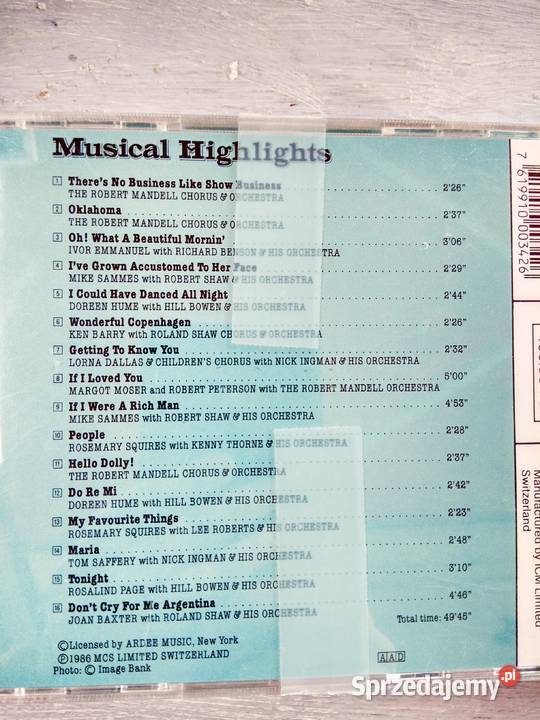 Musical Highlights
1 There's No Business Like Show Business 2'26"
THE ROBERT MANDELL CHORUS & ORCHESTRA
2 Oklahoma 2'37"
THE ROBERT MANDELL CHORUS & ORCHESTRA
3 Oh! What A Beautiful Mornin' 3'06"
IVOR EMMANUEL with RICHARD BENSON & HIS ORCHESTRA
4 I've Grown Accustomed To Her Face 2'29"
MIKE SAMMES with ROBERT SHAW & HIS ORCHESTRA
5 I Could Have Danced All Night 2'44"
DOREEN HUME with HILL BOWEN & HIS ORCHESTRA
6 Wonderful Copenhagen 2'26"
KEN BARRY with ROLAND SHAW CHORUS & ORCHESTRA
7 Getting To Know You 2'32"
LORNA DALLAS & CHILDREN'S CHORUS with NICK INGMAN & HIS ORCHESTRA
8 If I Loved You 5'00"
MARGOT MOSER and ROBERT PETERSON with THE ROBERT MANDELL ORCHESTRA
9 If I Were A Rich Man 4'53"
MIKE SAMMES with ROBERT SHAW & HIS ORCHESTRA
10 People 2'28"
ROSEMARY SQUIRES with KENNY THORNE & HIS ORCHESTRA
11 Hello Dolly! 2'37"
THE ROBERT MANDELL CHORUS & ORCHESTRA
12 Do Re Mi 2'42"
DOREEN HUME with HILL BOWEN & HIS ORCHESTRA
13 My Favourite Things 2'23"
ROSEMARY SQUIRES with LEE ROBERTS & HIS ORCHESTRA
14 Maria 2'48"
TOM SAFFERY with NICK INGMAN & HIS ORCHESTRA
15 Tonight 3'10"
ROSALIND PAGE with HILL BOWEN & HIS ORCHESTRA
16 Don't Cry For Me Argentina 4'46"
JOAN BAXTER with ROLAND SHAW & HIS ORCHESTRA
Total time: 49'45"
©Licensed by ARDEE MUSIC, New York
℗1986 MCS LIMITED SWITZERLAND
Photo: © Image Bank
AAD
7 619910 003426
Manufactured by ICM Limited
Switzerland
Sprzedajemy.pl